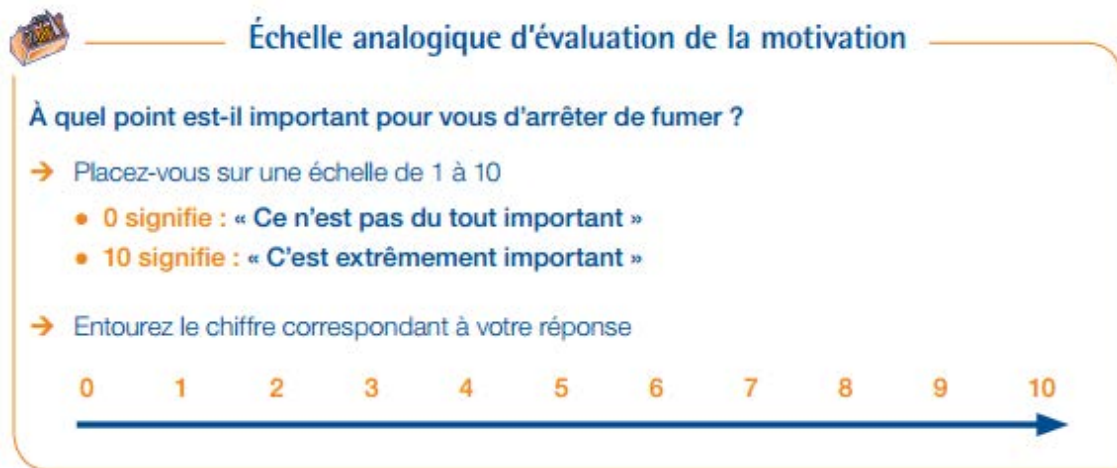 Échelle analogique d'évaluation de la motivation
À quel point est-il important pour vous d'arrêter de fumer ?
→ Placez-vous sur une échelle de 1 à 10
• 0 signifie : « Ce n'est pas du tout important »
• 10 signifie : « C'est extrêmement important »
→ Entourez le chiffre correspondant à votre réponse
0 1 2 3 4 5 6 7 8 9 10